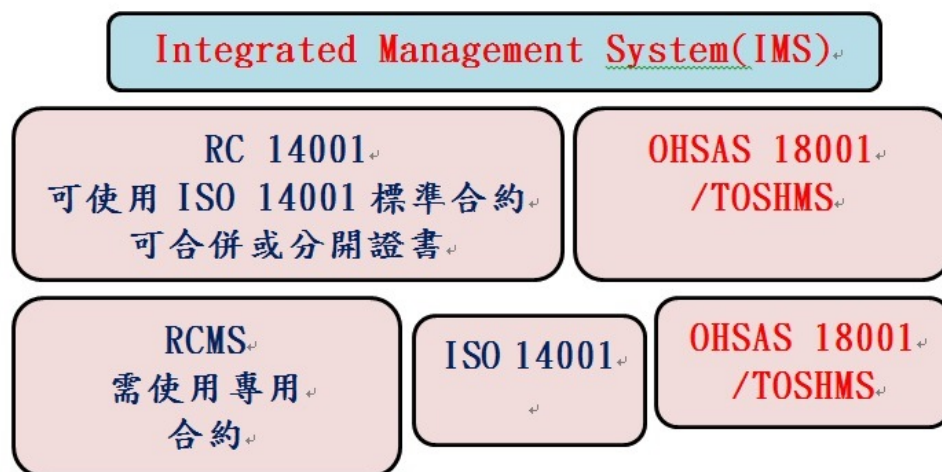 Integrated Management System(IMS)
RC 14001
可使用 ISO 14001 標準合約
可合併或分開證書
OHSAS 18001
/TOSHMS
RCMS
需使用專用
合約
ISO 14001
OHSAS 18001
/TOSHMS